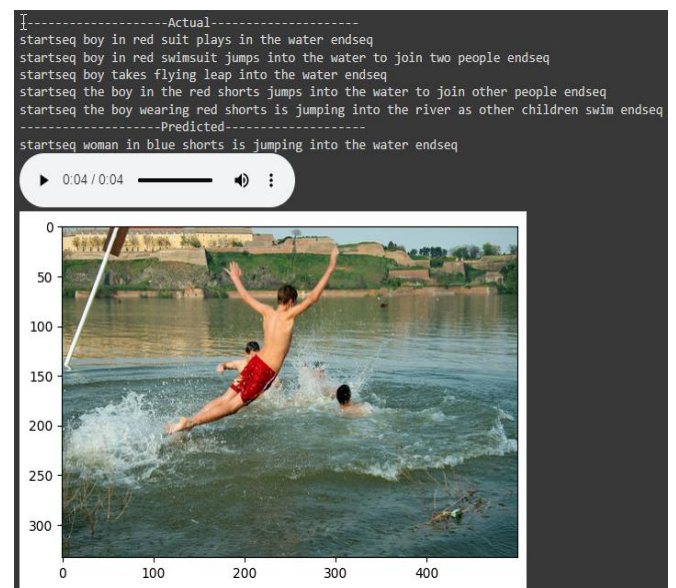 --------------------Actual--------------------
startseq boy in red suit plays in the water endseq
startseq boy in red swimsuit jumps into the water to join two people endseq
startseq boy takes flying leap into the water endseq
startseq the boy in the red shorts jumps into the water to join other people endseq
startseq the boy wearing red shorts is jumping into the river as other children swim endseq
--------------------Predicted--------------------
startseq woman in blue shorts is jumping into the water endseq
0:04 / 0:04
0
50
100
150
200
250
300
0 100 200 300 400